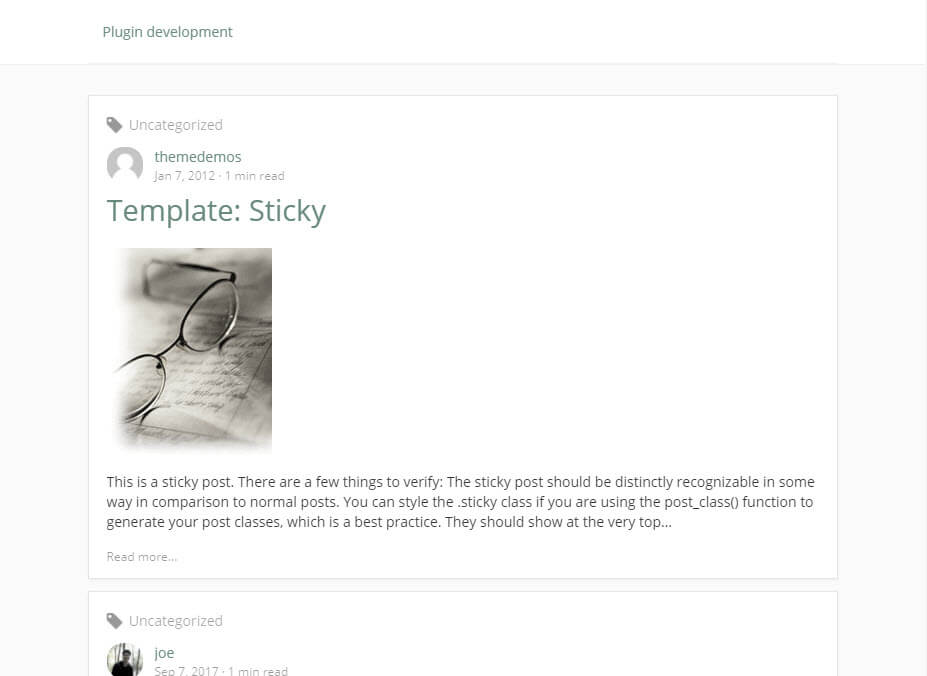 Plugin development
Uncategorized
themedemos
Jan 7, 2012 · 1 min read
Template: Sticky
This is a sticky post. There are a few things to verify: The sticky post should be distinctly recognizable in some
way in comparison to normal posts. You can style the .sticky class if you are using the post_class() function to
generate your post classes, which is a best practice. They should show at the very top…
Read more...
Uncategorized
joe
Sep 7, 2017 · 1 min read